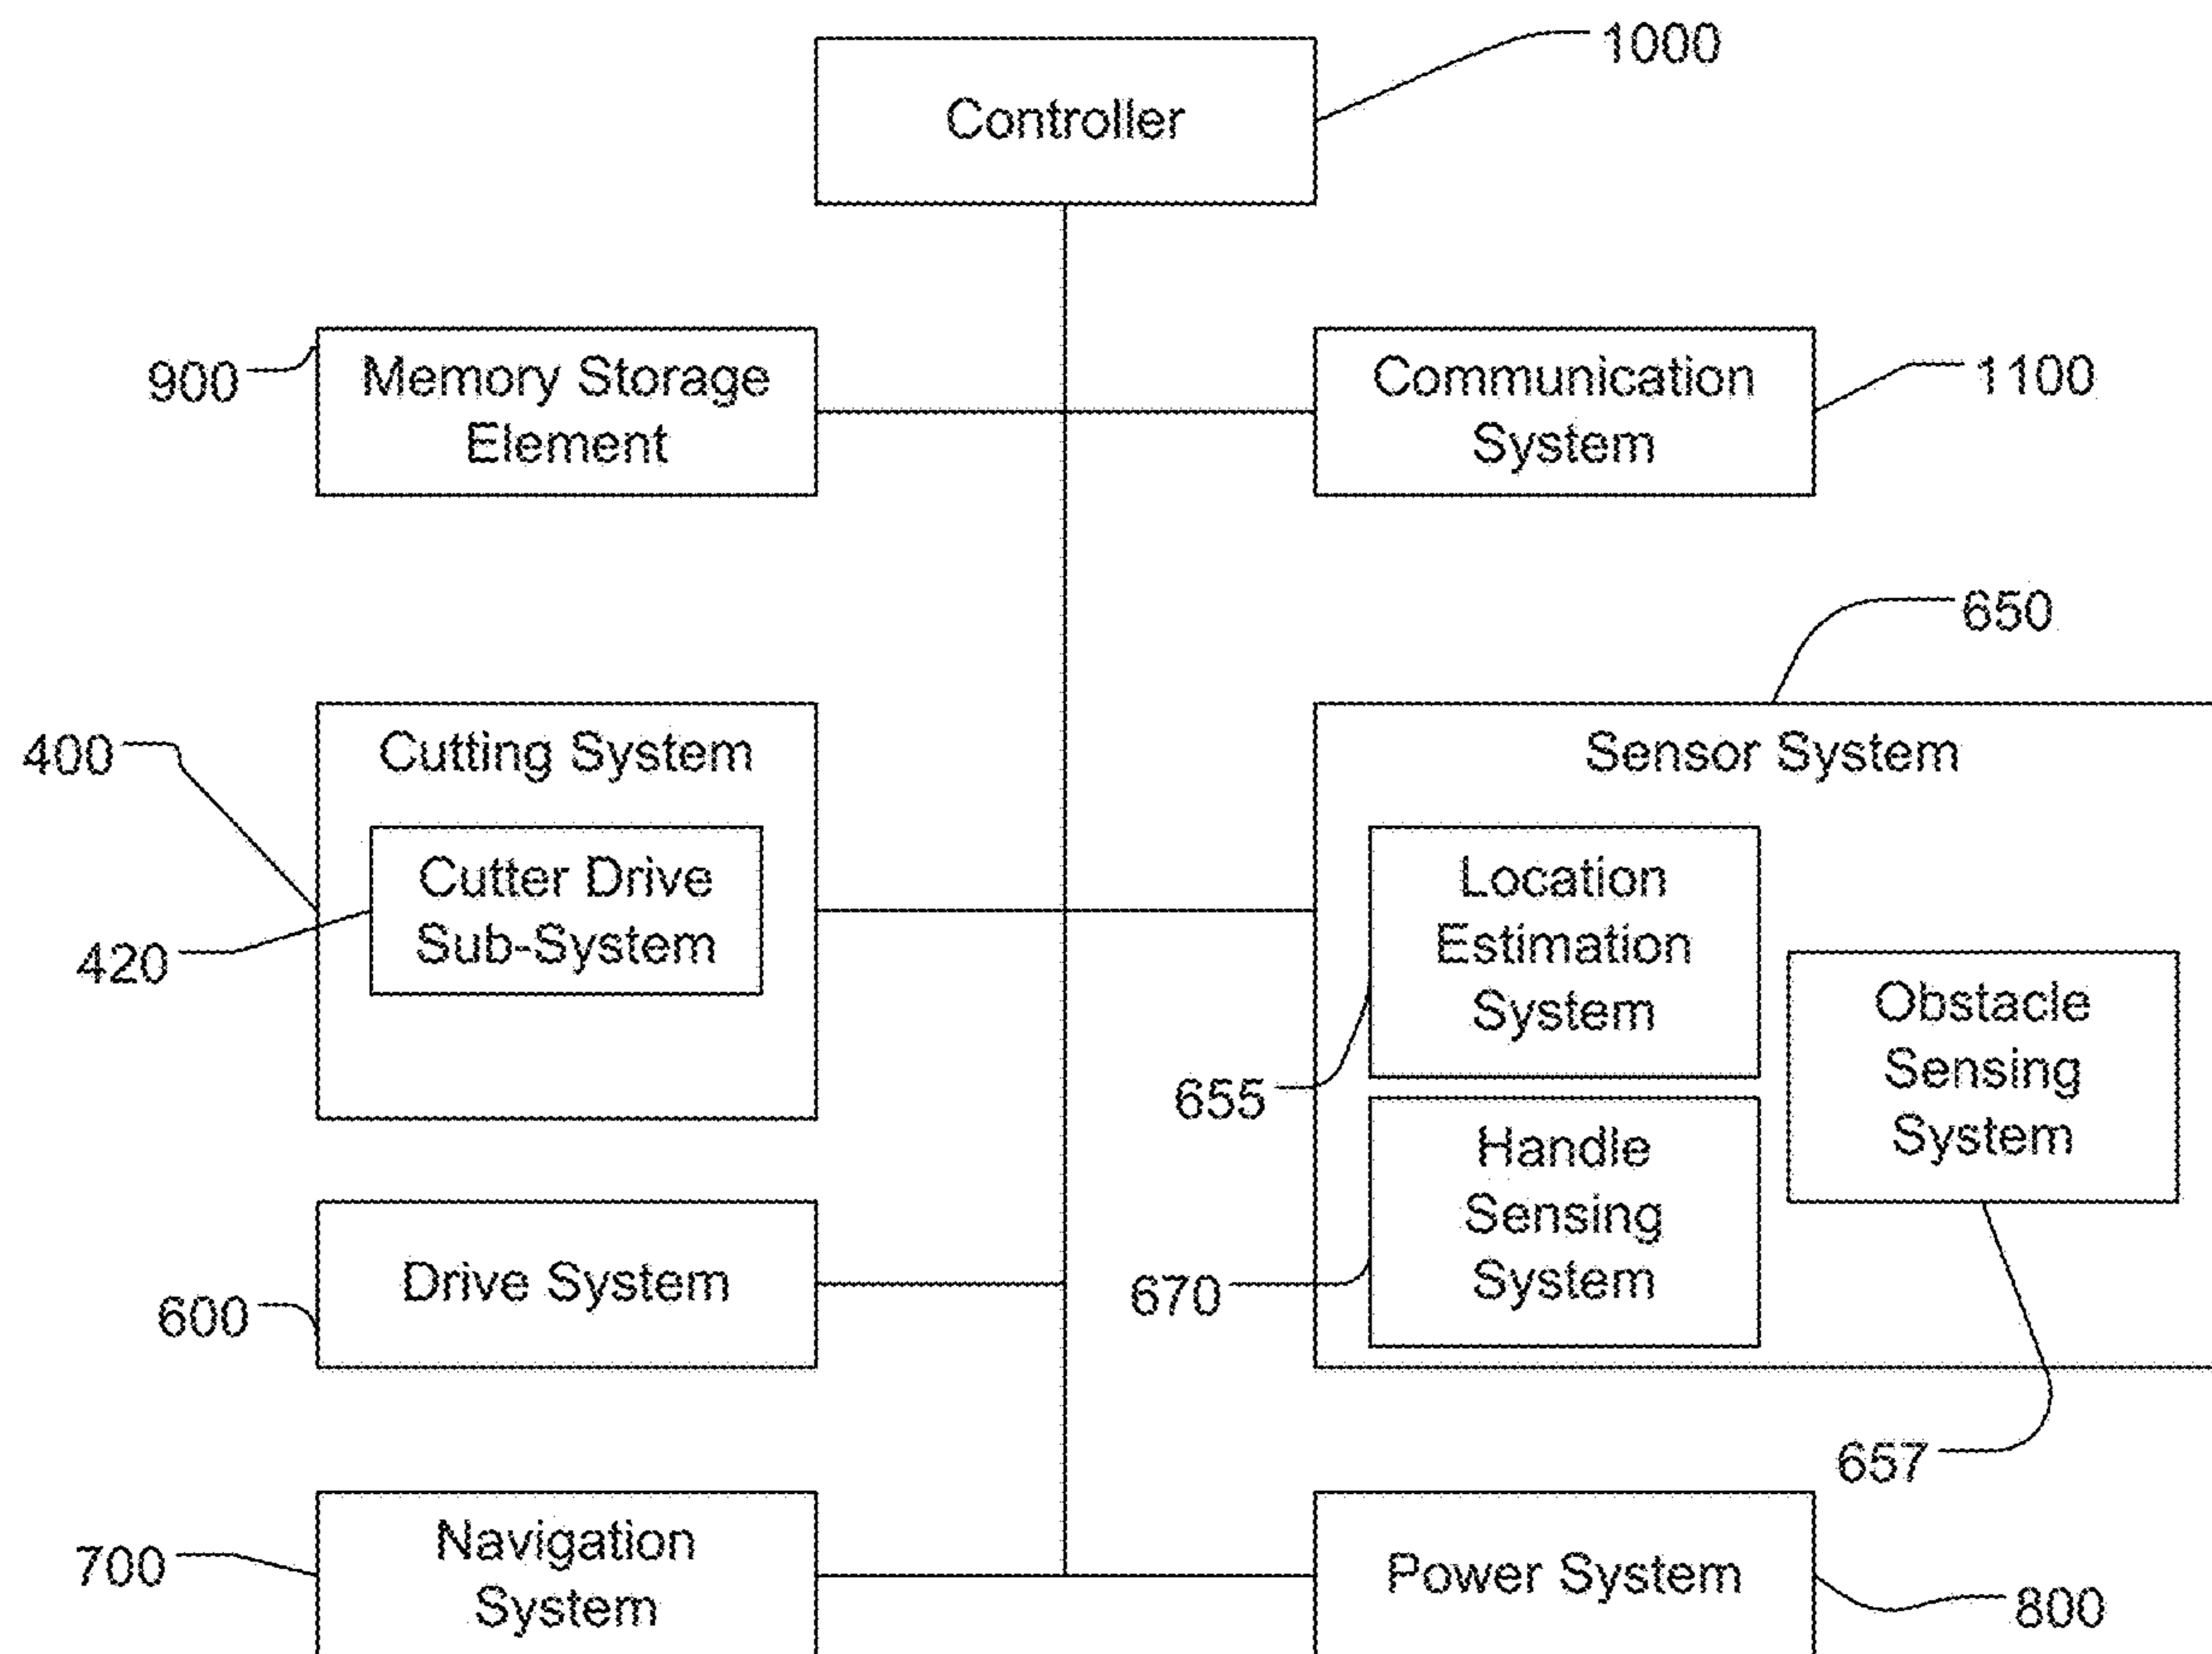 Controller
1000
900
Memory Storage
Element
Communication
System
1100
650
400
Cutting System
Cutter Drive
Sub-System
420
Sensor System
Location
Estimation
System
655
Obstacle
Sensing
System
657
Handle
Sensing
System
670
Drive System
600
Navigation
System
700
Power System
800